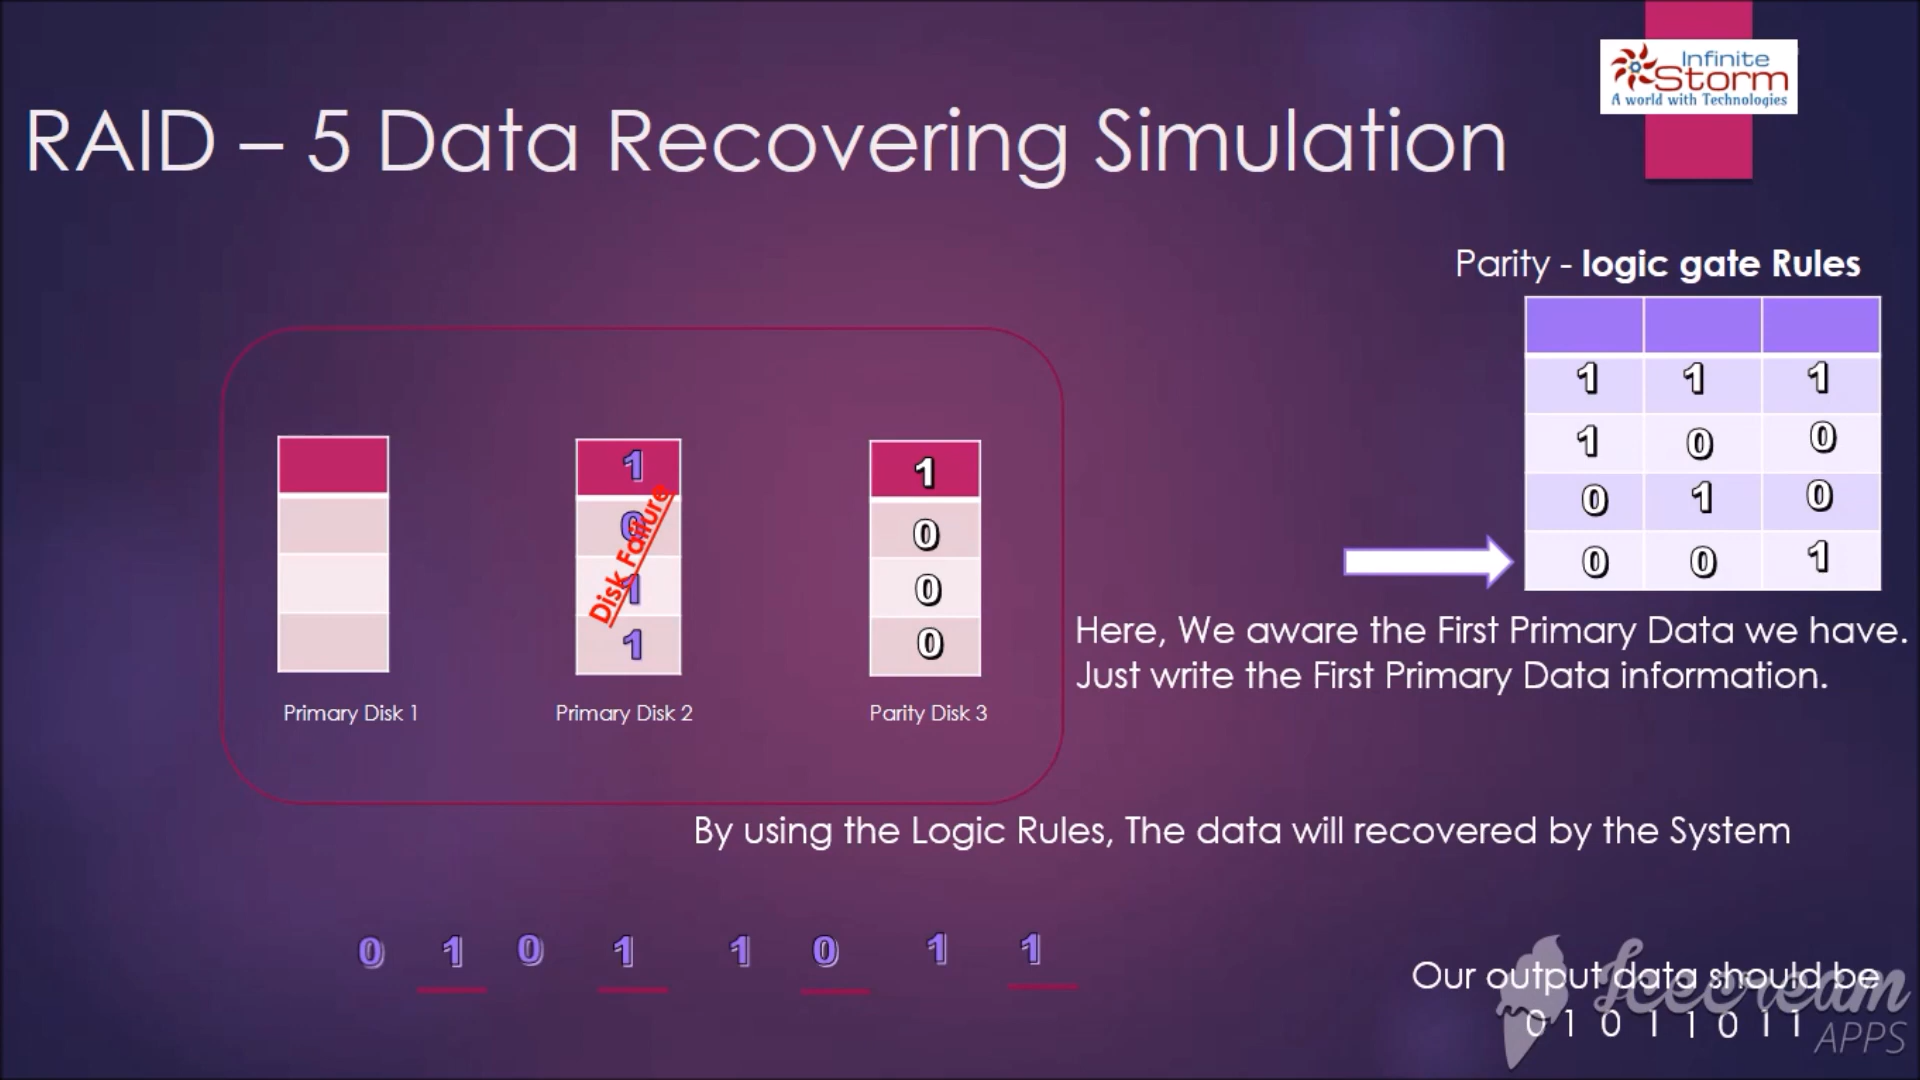 Infinite
Storm
A world with Technologies
RAID – 5 Data Recovering Simulation
Parity - logic gate Rules
1 1 1
1 0 0
0 1 0
0 0 1
1 1
0 0
1 0
1 0
Disk Failure
Here, We aware the First Primary Data we have.
Just write the First Primary Data information.
Primary Disk 1
Primary Disk 2
Parity Disk 3
By using the Logic Rules, The data will recovered by the System
0 1 0 1 1 0 1 1
Our output data should be
0 1 0 1 1 0 1 1
Icecream
APPS